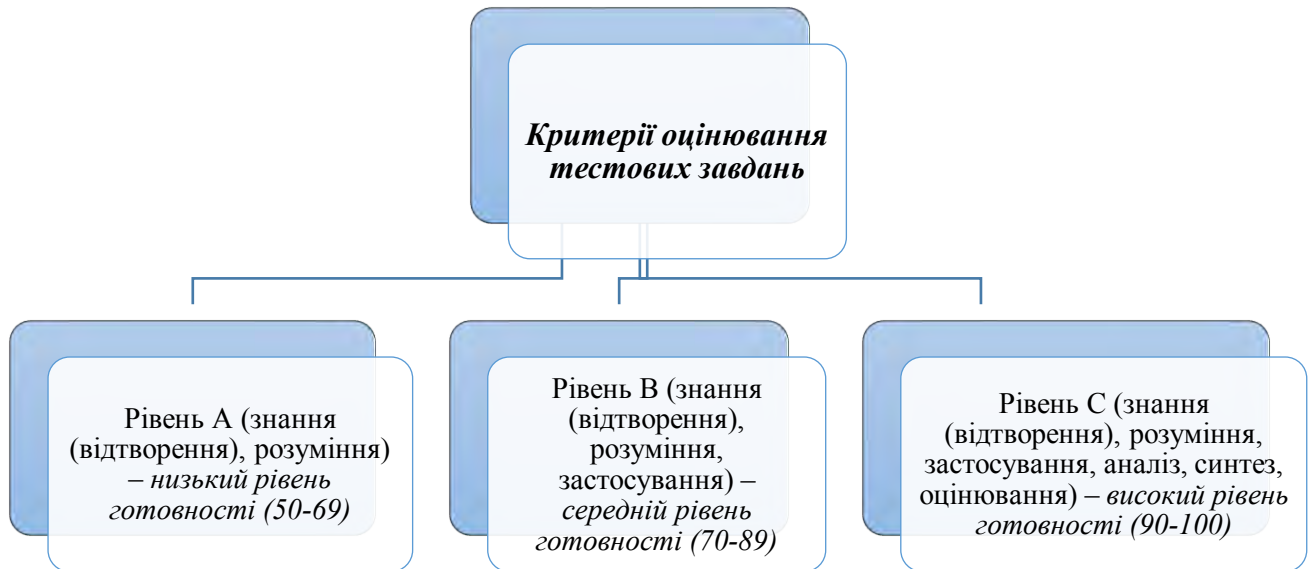 Критерії оцінювання
тестових завдань
Рівень А (знання
(відтворення), розуміння)
– низький рівень
готовності (50-69)
Рівень В (знання
(відтворення),
розуміння,
застосування) –
середній рівень
готовності (70-89)
Рівень С (знання
(відтворення), розуміння,
застосування, аналіз, синтез,
оцінювання) – високий рівень
готовності (90-100)